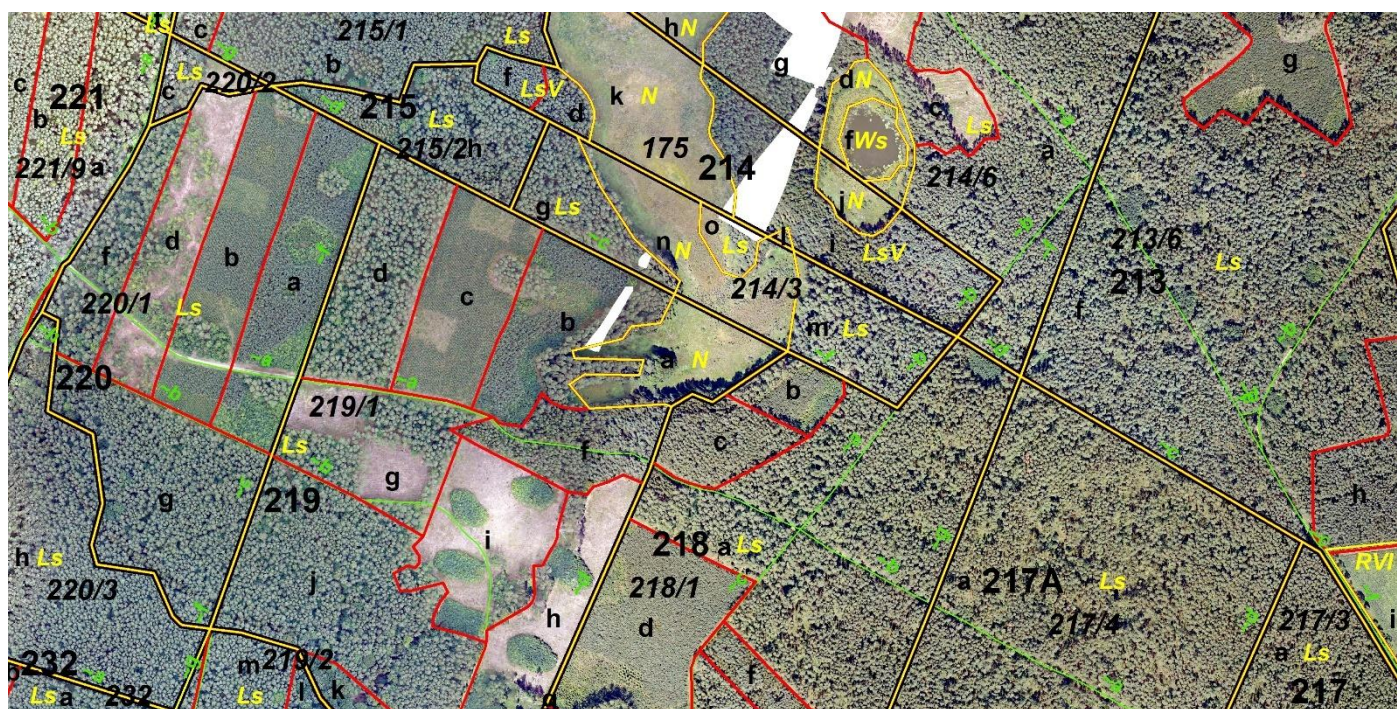 c
215/1
Ls
h N
g
g
Ls
220/2
b
f
LsV
d N
c
221
c
k N
c
b
Ls
215
Ls
d
f Ws
Ls
221/9 a
215/2 h
175
214
a
214/6
j N
g Ls
o
Ls
l
i
LsV
213/6
Ls
d
b
a
d
n N
214/3
213
f
220/1
Ls
c
b
m Ls
f
a N
220
~b
~a
~a
b
219/1
Ls
f
c
g
g
219
h
i
218 a Ls
RVI
h Ls
a 217A Ls
220/3
j
218/1
h
217/4
217/3
i
d
a Ls
232
m 219/2
f
217
Ls a
232
Ls
l
k
g